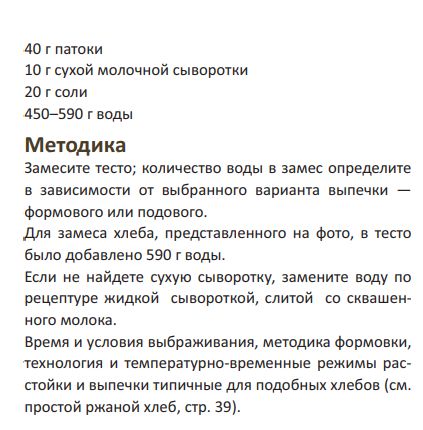 40 г патоки
10 г сухой молочной сыворотки
20 г соли
450–590 г воды
Методика
Замесите тесто; количество воды в замес определите
в зависимости от выбранного варианта выпечки —
формового или подового.
Для замеса хлеба, представленного на фото, в тесто
было добавлено 590 г воды.
Если не найдете сухую сыворотку, замените воду по
рецептуре жидкой сывороткой, слитой со сквашен-
ного молока.
Время и условия выбраживания, методика формовки,
технология и температурно-временные режимы рас-
стойки и выпечки типичные для подобных хлебов (см.
простой ржаной хлеб, стр. 39).